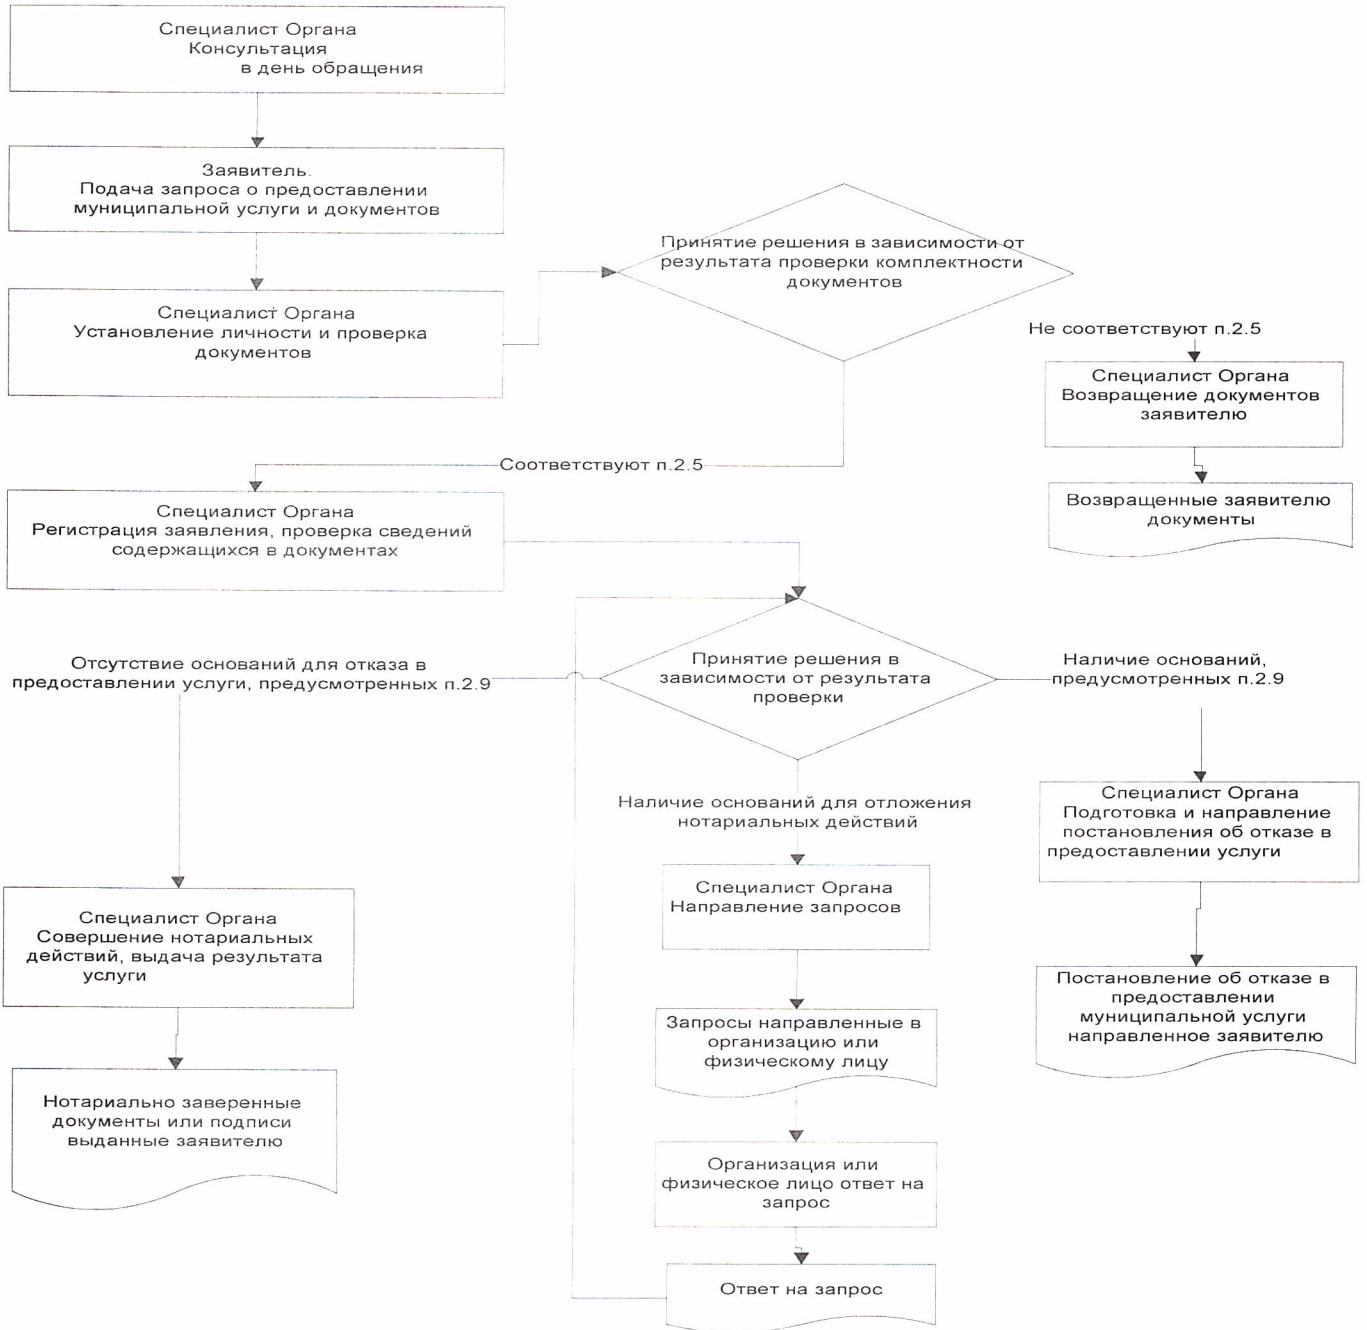 Специалист Органа
Консультация
в день обращения
Заявитель.
Подача запроса о предоставлении
муниципальной услуги и документов
Принятие решения в зависимости от
результата проверки комплектности
документов
Специалист Органа
Установление личности и проверка
документов
Не соответствуют п.2.5
Специалист Органа
Возвращение документов
заявителю
Соответствуют п.2.5
Возвращенные заявителю
документы
Специалист Органа
Регистрация заявления, проверка сведений
содержащихся в документах
Отсутствие оснований для отказа в
предоставлении услуги, предусмотренных п.2.9
Принятие решения в
зависимости от результата
проверки
Наличие оснований,
предусмотренных п.2.9
Наличие оснований для отложения
нотариальных действий
Специалист Органа
Подготовка и направление
постановления об отказе в
предоставлении услуги
Специалист Органа
Направление запросов
Специалист Органа
Совершение нотариальных
действий, выдача результата
услуги
Постановление об отказе в
предоставлении
муниципальной услуги
направленное заявителю
Запросы направленные в
организацию или
физическому лицу
Нотариально заверенные
документы или подписи
выданные заявителю
Организация или
физическое лицо ответ на
запрос
Ответ на запрос